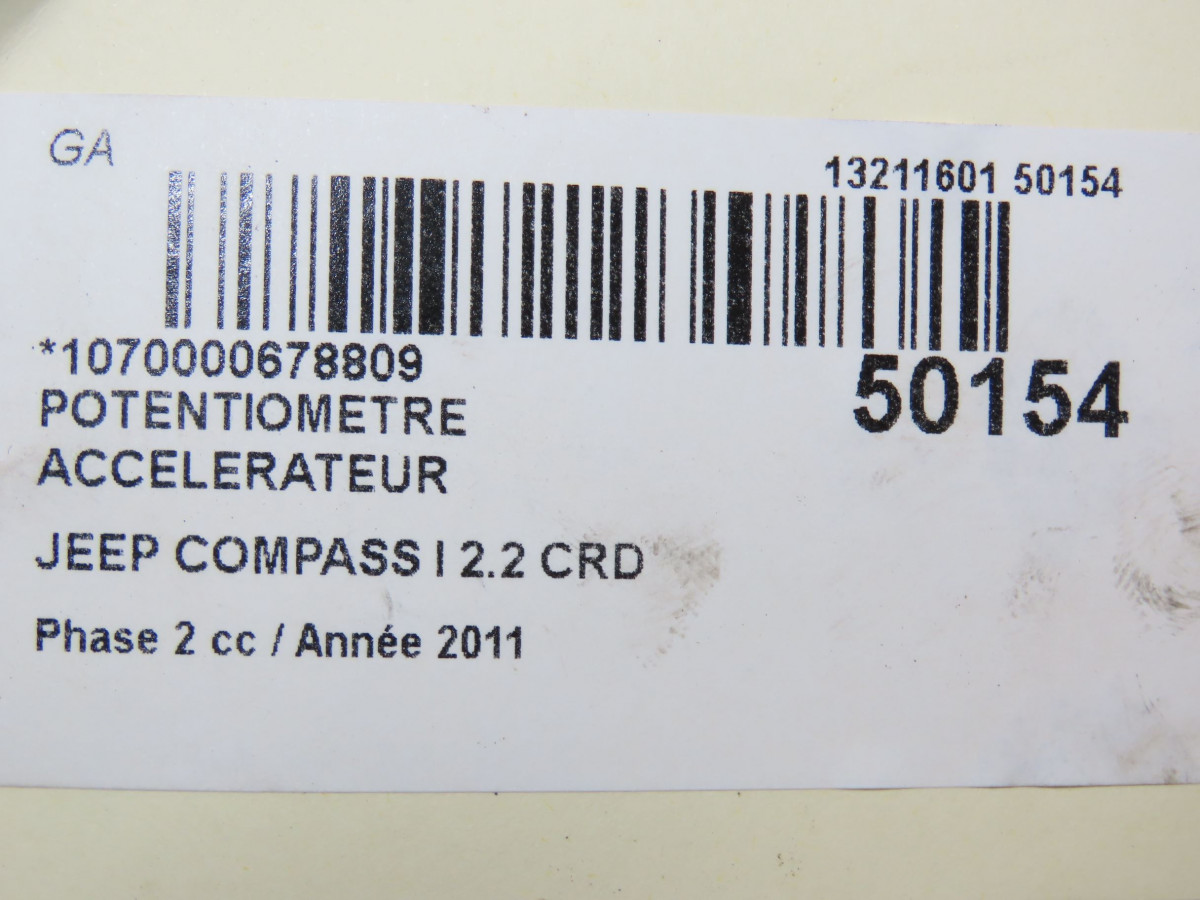 GA
13211601 50154
*1070000678809
50154
POTENTIOMETRE
ACCELERATEUR
JEEP COMPASS I 2.2 CRD
Phase 2 cc / Année 2011